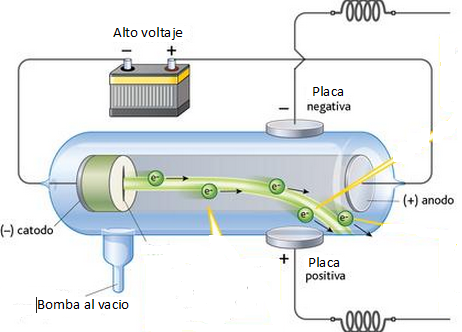 Alto voltaje
− +
Placa
negativa
−
e-
e-
e-
e-
e-
(−) catodo
(+) anodo
+
Placa
positiva
Bomba al vacio